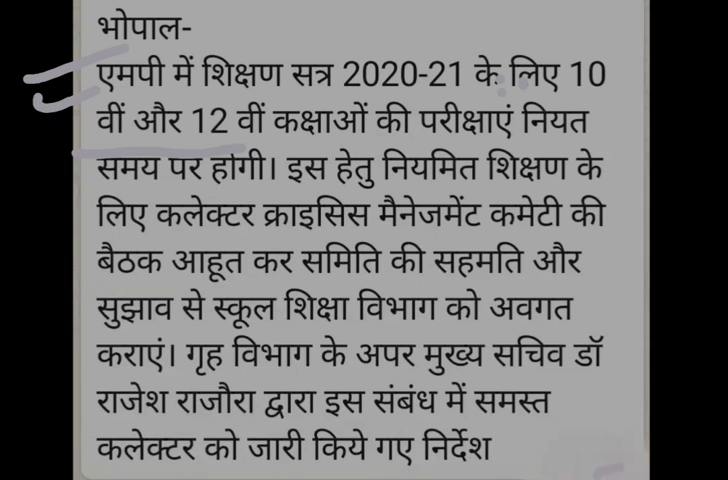 भोपाल-
एमपी में शिक्षण सत्र 2020-21 के लिए 10
वीं और 12 वीं कक्षाओं की परीक्षाएं नियत
समय पर होगी। इस हेतु नियमित शिक्षण के
लिए कलेक्टर क्राइसिस मैनेजमेंट कमेटी की
बैठक आहूत कर समिति की सहमति और
सुझाव से स्कूल शिक्षा विभाग को अवगत
कराएं। गृह विभाग के अपर मुख्य सचिव डॉ
राजेश राजौरा द्वारा इस संबंध में समस्त
कलेक्टर को जारी किये गए निर्देश